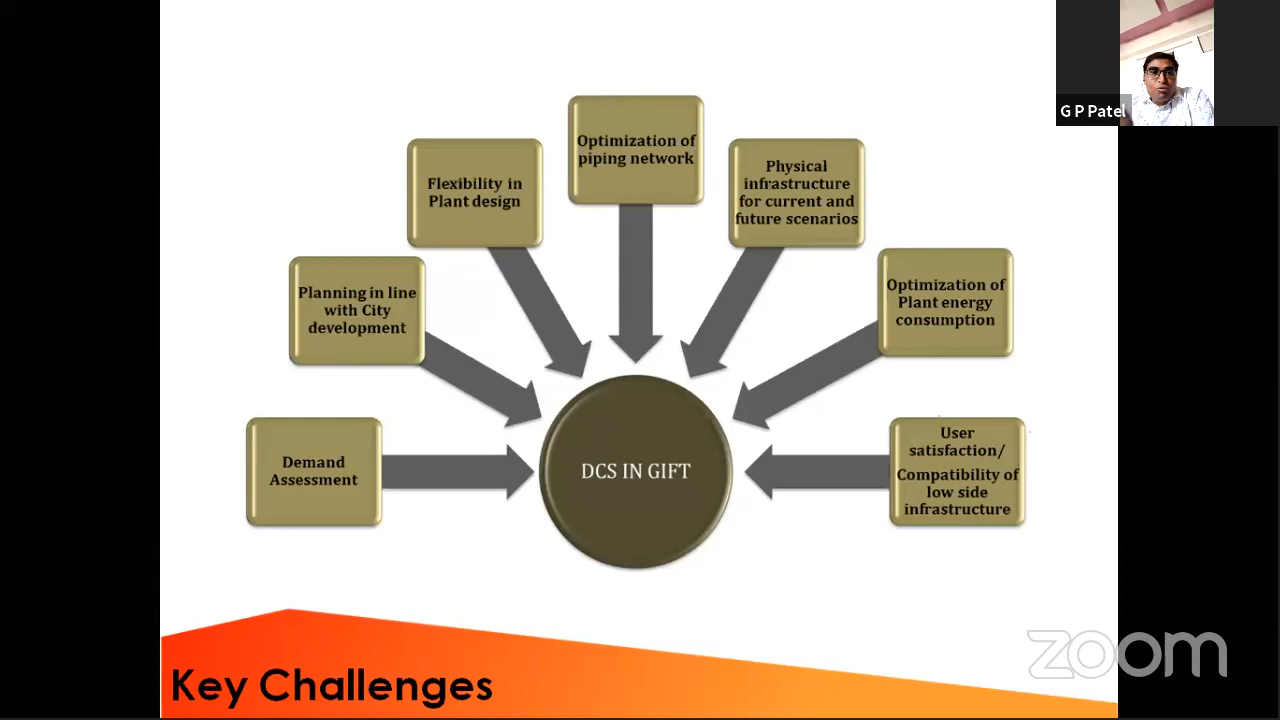 G P Patel
Optimization of
piping network
Flexibility in
Plant design
Physical
infrastructure
for current and
future scenarios
Planning in line
with City
development
Optimization of
Plant energy
consumption
Demand
Assessment
DCS IN GIFT
User
satisfaction/
Compatibility of
low side
infrastructure
zoom
Key Challenges